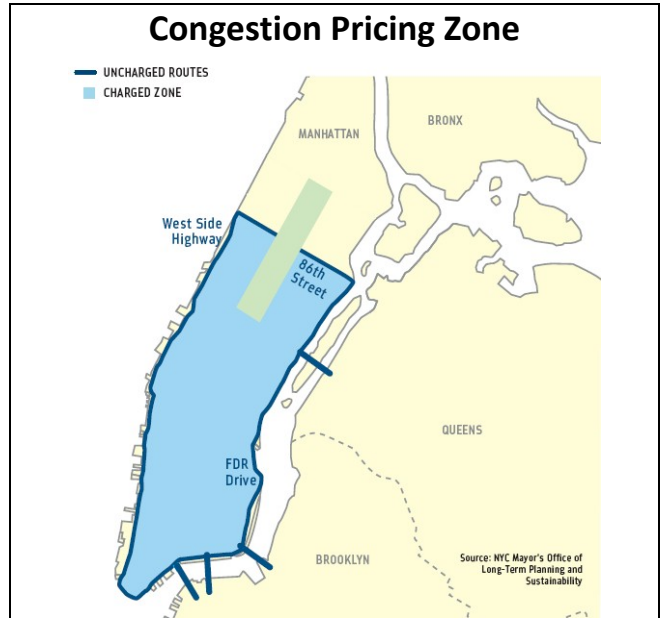 Congestion Pricing Zone
UNCHARGED ROUTES
CHARGED ZONE
BRONX
MANHATTAN
West Side
Highway
86th
Street
QUEENS
FDR
Drive
BROOKLYN
Source: NYC Mayor's Office of
Long-Term Planning and
Sustainability